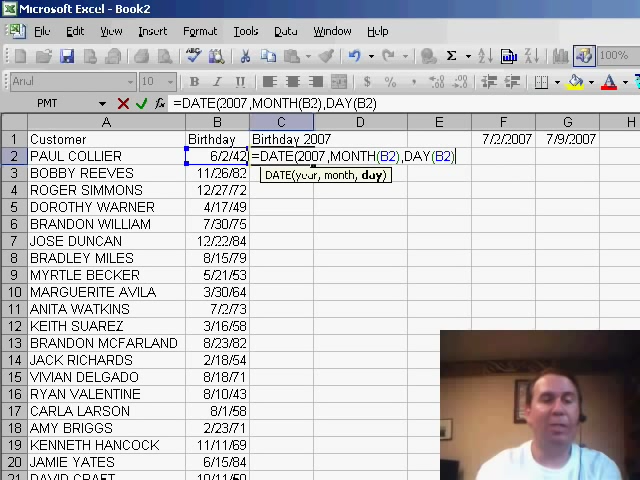 Microsoft Excel - Book2
File Edit View Insert Format Tools Data Window Help
ABC Σ 100%
Arial 10 B I U $ % ,
PMT =DATE(2007,MONTH(B2),DAY(B2)
A B C D E F G H
1 Customer Birthday Birthday 2007 7/2/2007 7/9/2007
2 PAUL COLLIER 6/2/42 =DATE(2007,MONTH(B2),DAY(B2)
DATE(year, month, day)
3 BOBBY REEVES 11/26/82
4 ROGER SIMMONS 12/27/72
5 DOROTHY WARNER 4/17/49
6 BRANDON WILLIAM 7/30/75
7 JOSE DUNCAN 12/22/84
8 BRADLEY MILES 8/15/79
9 MYRTLE BECKER 5/21/53
10 MARGUERITE AVILA 3/30/64
11 ANITA WATKINS 7/2/73
12 KEITH SUAREZ 3/16/58
13 BRANDON MCFARLAND 8/23/82
14 JACK RICHARDS 2/18/54
15 VIVIAN DELGADO 8/18/71
16 RYAN VALENTINE 8/10/43
17 CARLA LARSON 8/1/58
18 AMY BRIGGS 2/23/71
19 KENNETH HANCOCK 11/11/69
20 JAMIE YATES 6/15/84
21 DAVID CRAFT 10/11/50